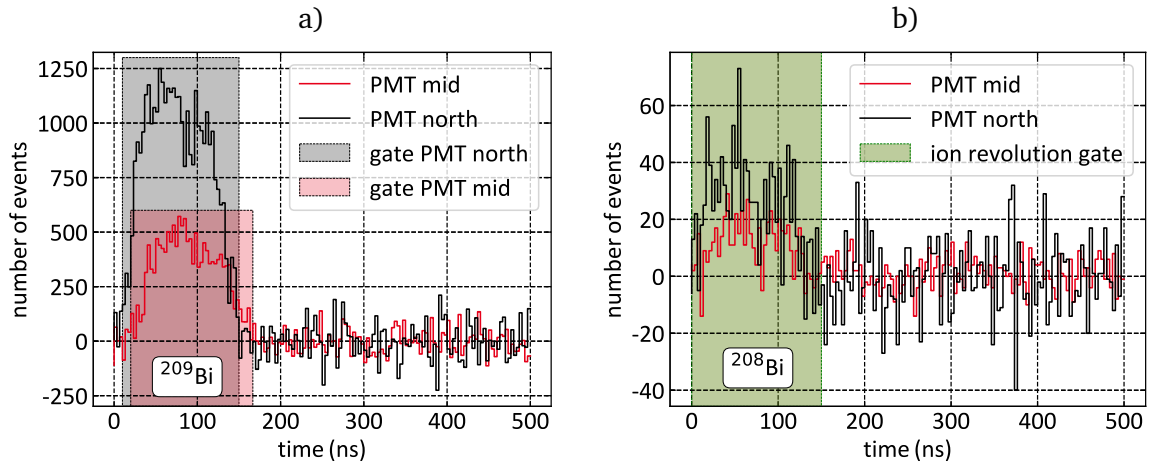 a)
number of events
1250
1000
750
500
250
0
-250
0 100 200 300 400 500
time (ns)
PMT mid
PMT north
gate PMT north
gate PMT mid
²⁰⁹Bi
b)
number of events
60
40
20
0
-20
-40
0 100 200 300 400 500
time (ns)
PMT mid
PMT north
ion revolution gate
²⁰⁸Bi